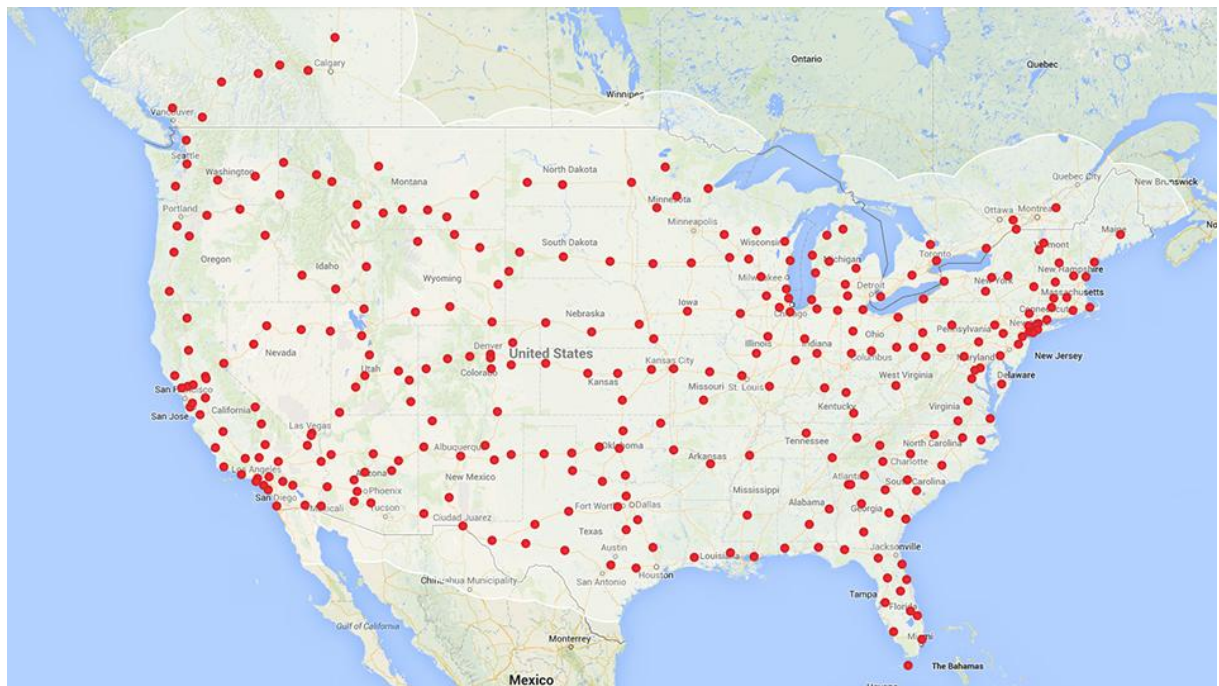 Calgary
Ontario
Quebec
Winnipeg
Vancouver
Seattle
Washington
Montana
North Dakota
Minnesota
Quebec City
New Brunswick
Portland
Minneapolis
Ottawa
Montreal
Maine
No
Oregon
Idaho
South Dakota
Wisconsin
Michigan
Toronto
Vermont
Wyoming
Milwaukee
Detroit
New York
New Hampshire
Massachusetts
Iowa
Chicago
Connecticut
Nebraska
Ohio
Pennsylvania
New
Nevada
Denver
United States
Illinois
Indiana
Columbus
New Jersey
Utah
Colorado
Kansas City
Maryland
Kansas
Missouri
St. Louis
West Virginia
Delaware
San Francisco
San Jose
California
Kentucky
Virginia
Las Vegas
Albuquerque
Oklahoma
Tennessee
North Carolina
Los Angeles
Arizona
New Mexico
Arkansas
Charlotte
Atlanta
South Carolina
San Diego
Phoenix
Mississippi
Mexicali
Tucson
Fort Worth
Dallas
Alabama
Georgia
Ciudad Juarez
Texas
Austin
Louisiana
Jacksonville
San Antonio
Houston
Chihuahua Municipality
Tampa
Florida
Gulf of California
Monterrey
Miami
The Bahamas
Mexico
Havana